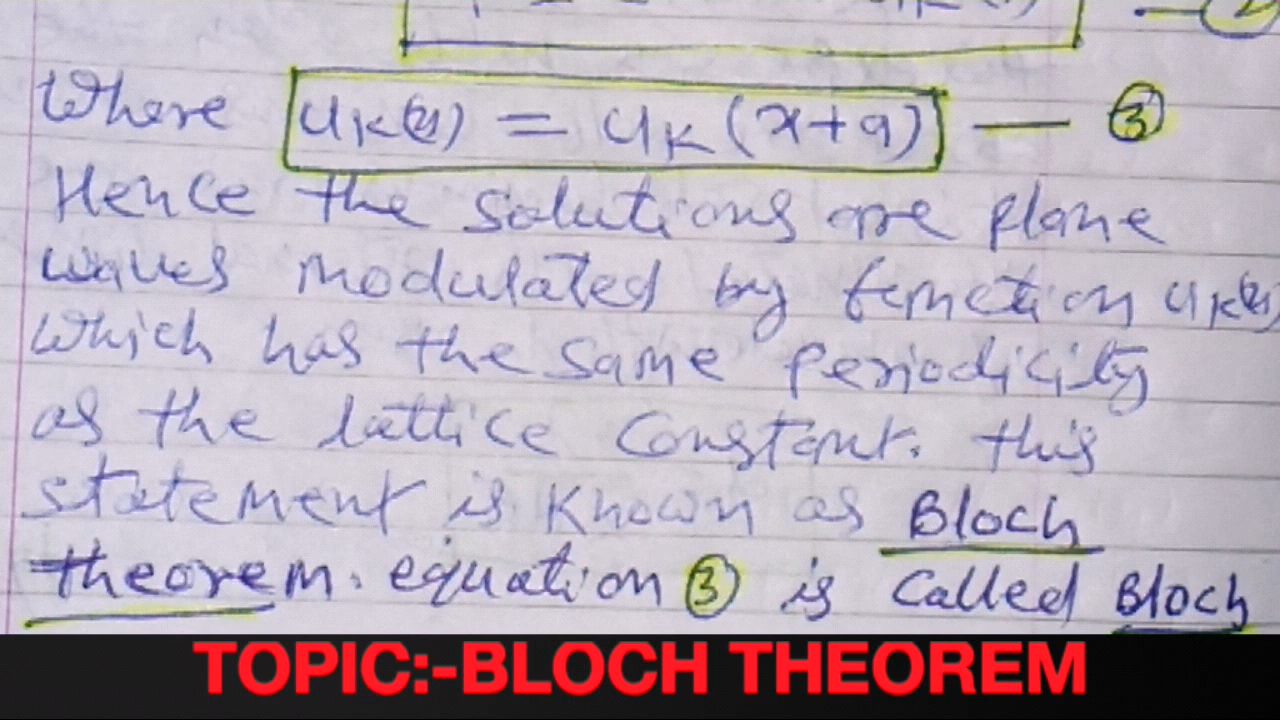 Where uk(x) = uk(x+a) — ③
Hence the solutions are plane
waves modulated by function uk(x)
which has the same periodicity
as the lattice constant. this
statement is known as Bloch
theorem. equation ③ is called Bloch
TOPIC:-BLOCH THEOREM